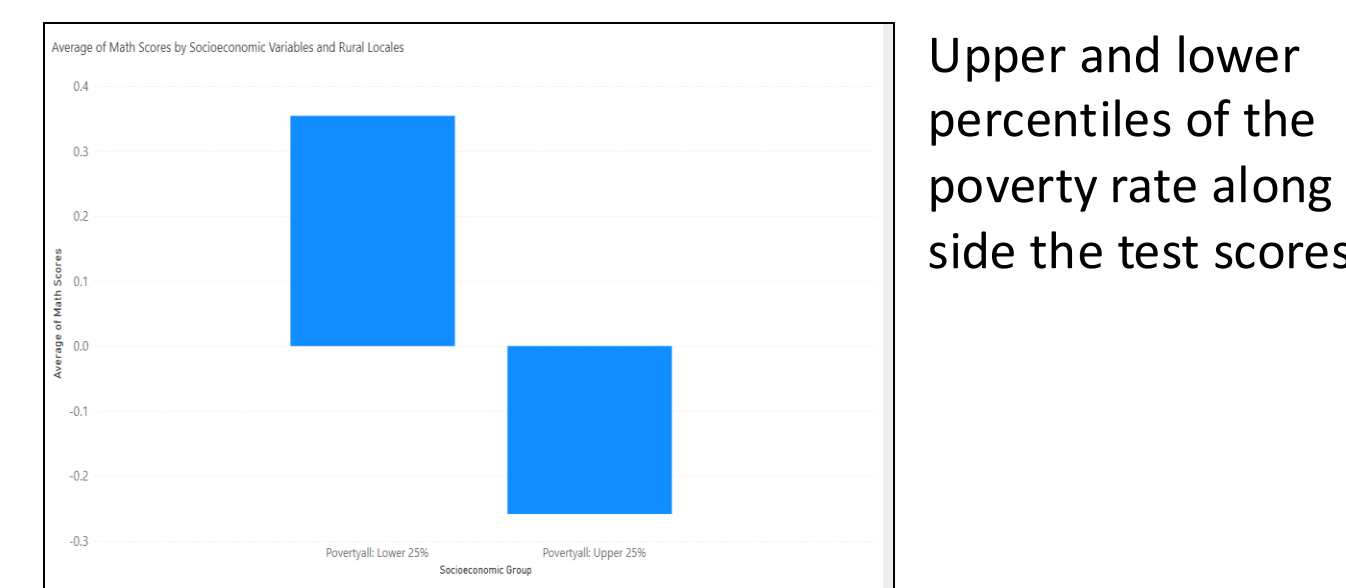 Average of Math Scores by Socioeconomic Variables and Rural Locales
0.4
0.3
0.2
0.1
0.0
-0.1
-0.2
-0.3
Average of Math Scores
Povertyall: Lower 25%
Povertyall: Upper 25%
Socioeconomic Group
Upper and lower
percentiles of the
poverty rate along
side the test scores